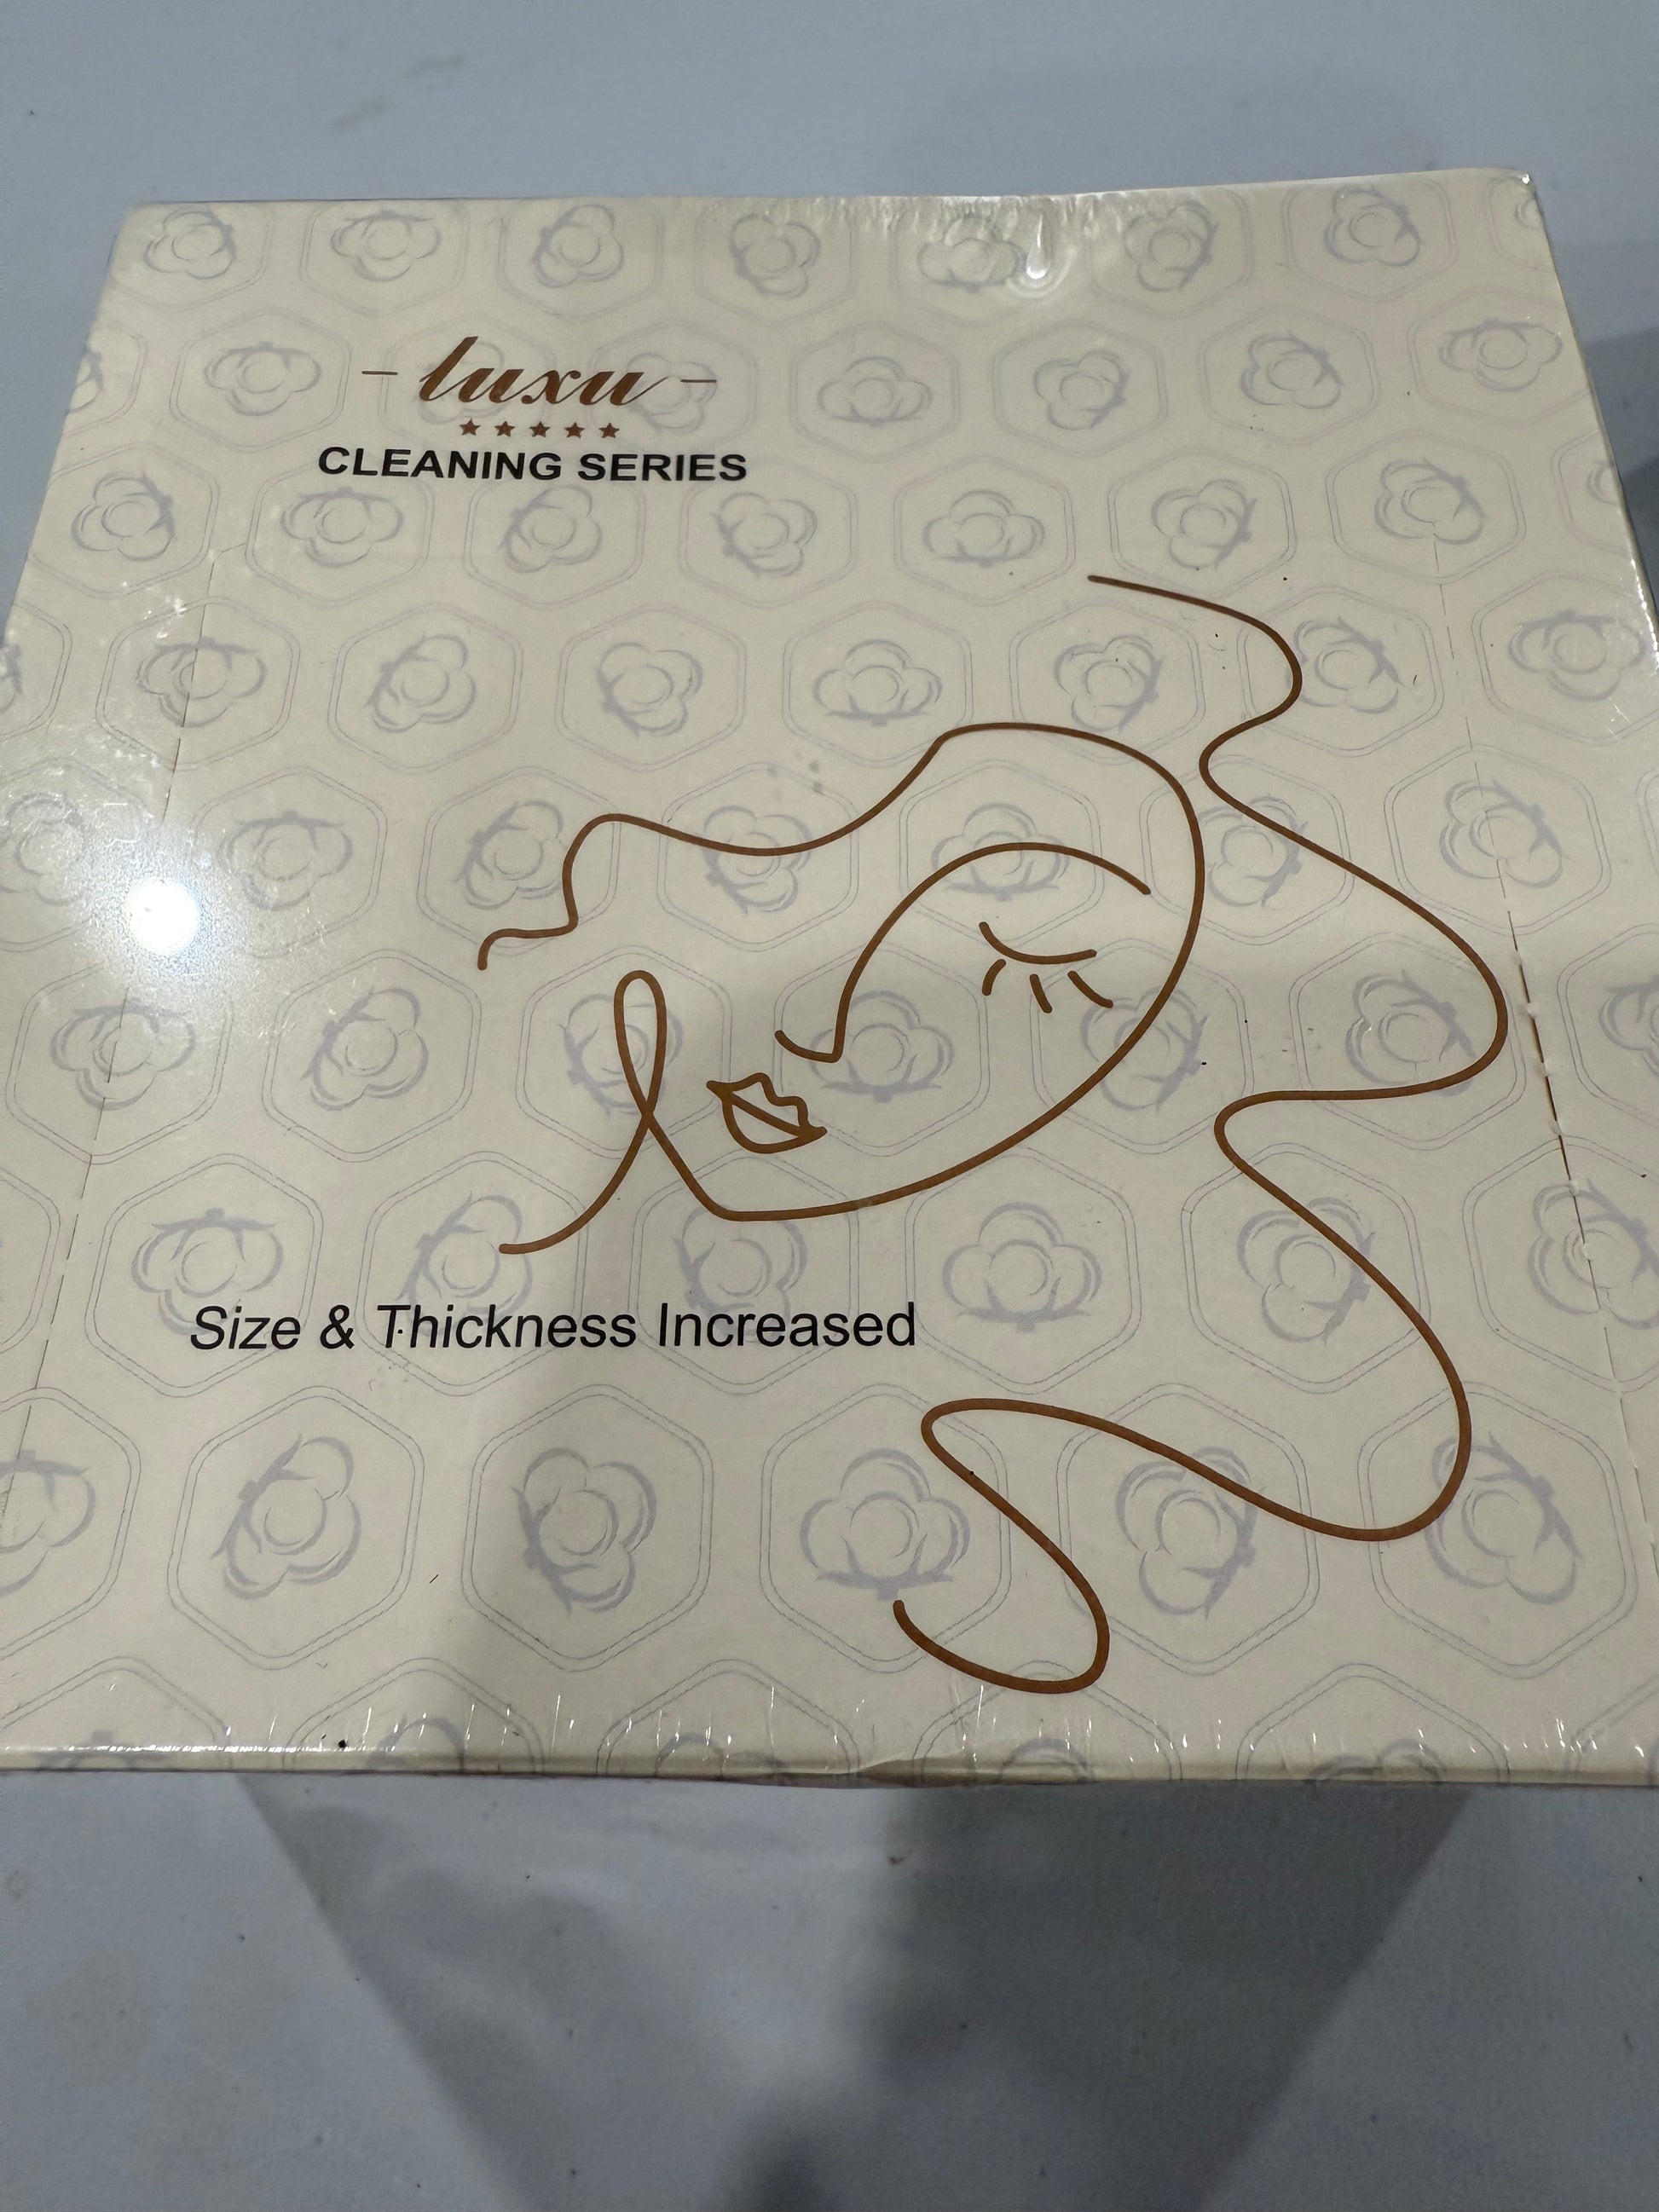 luxu
CLEANING SERIES
Size & Thickness Increased